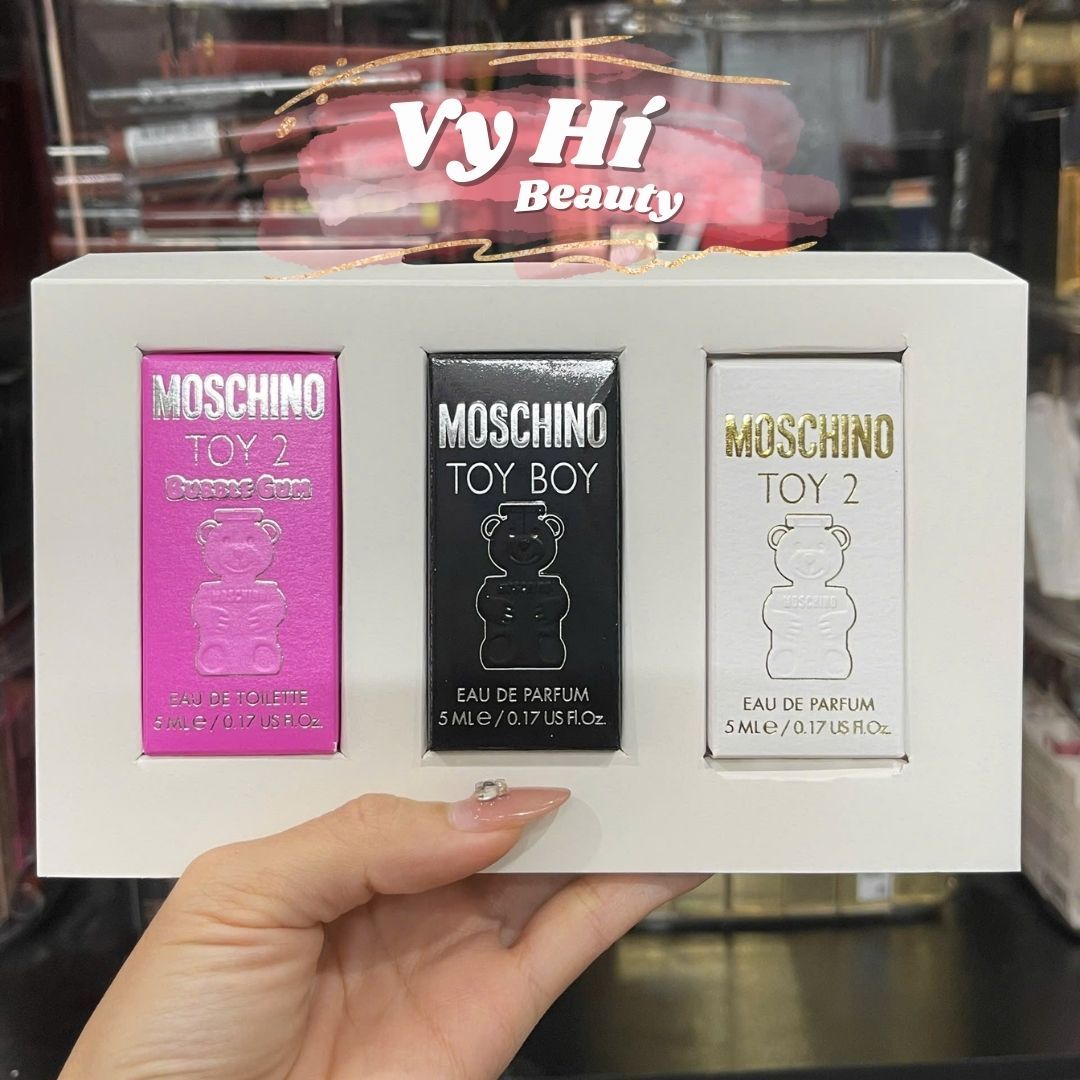 Vy Hí
Beauty
MOSCHINO
TOY 2
BUBBLE GUM
MOSCHINO
EAU DE TOILETTE
5 ML e / 0.17 US Fl.Oz.
MOSCHINO
TOY BOY
MOSCHINO
EAU DE PARFUM
5 ML e / 0.17 US Fl.Oz.
MOSCHINO
TOY 2
MOSCHINO
EAU DE PARFUM
5 ML e / 0.17 US Fl.Oz.